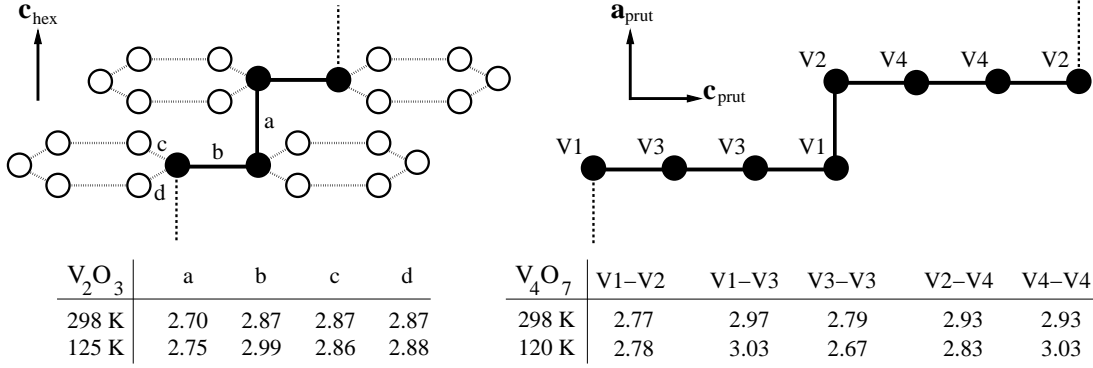 c_hex
a
c
b
d
a_prut
c_prut
V2 V4 V4 V2
V1 V3 V3 V1
V₂O₃ a b c d
298 K 2.70 2.87 2.87 2.87
125 K 2.75 2.99 2.86 2.88
V₄O₇ V1–V2 V1–V3 V3–V3 V2–V4 V4–V4
298 K 2.77 2.97 2.79 2.93 2.93
120 K 2.78 3.03 2.67 2.83 3.03